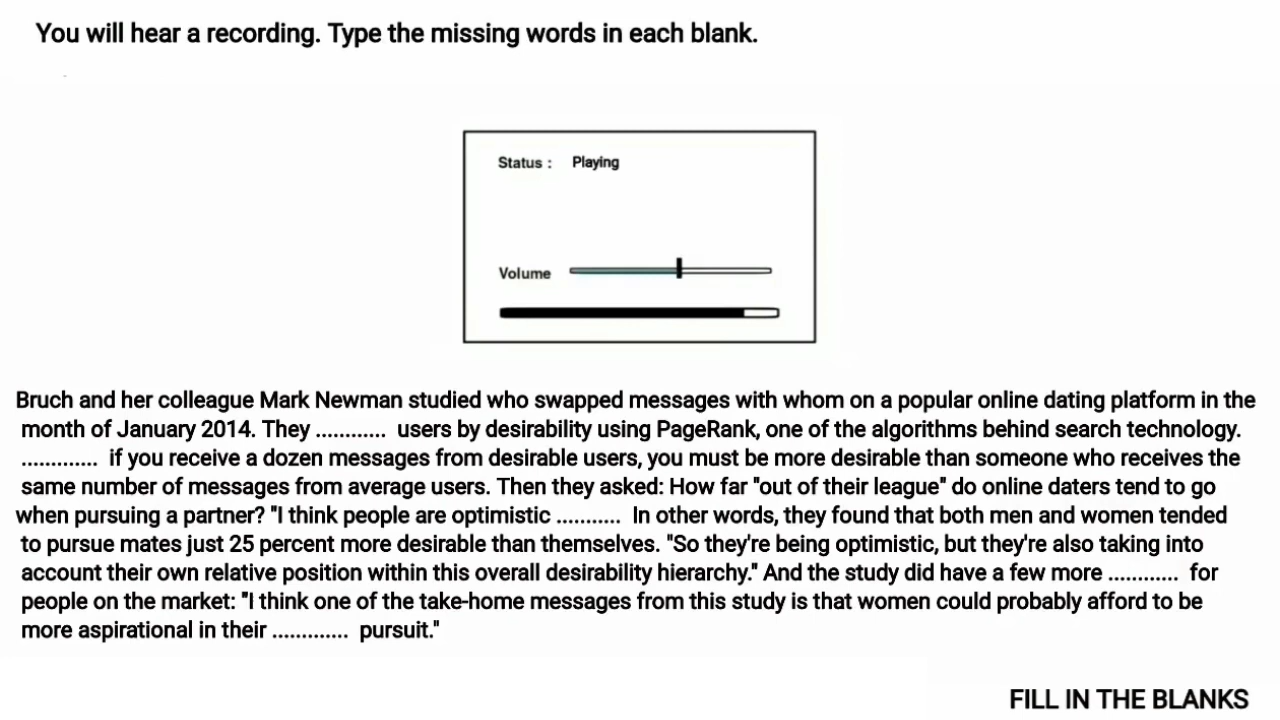 You will hear a recording. Type the missing words in each blank.
Status : Playing
Volume
Bruch and her colleague Mark Newman studied who swapped messages with whom on a popular online dating platform in the
month of January 2014. They ............ users by desirability using PageRank, one of the algorithms behind search technology.
............. if you receive a dozen messages from desirable users, you must be more desirable than someone who receives the
same number of messages from average users. Then they asked: How far "out of their league" do online daters tend to go
when pursuing a partner? "I think people are optimistic ........... In other words, they found that both men and women tended
to pursue mates just 25 percent more desirable than themselves. "So they're being optimistic, but they're also taking into
account their own relative position within this overall desirability hierarchy." And the study did have a few more ............ for
people on the market: "I think one of the take-home messages from this study is that women could probably afford to be
more aspirational in their ............. pursuit."
FILL IN THE BLANKS